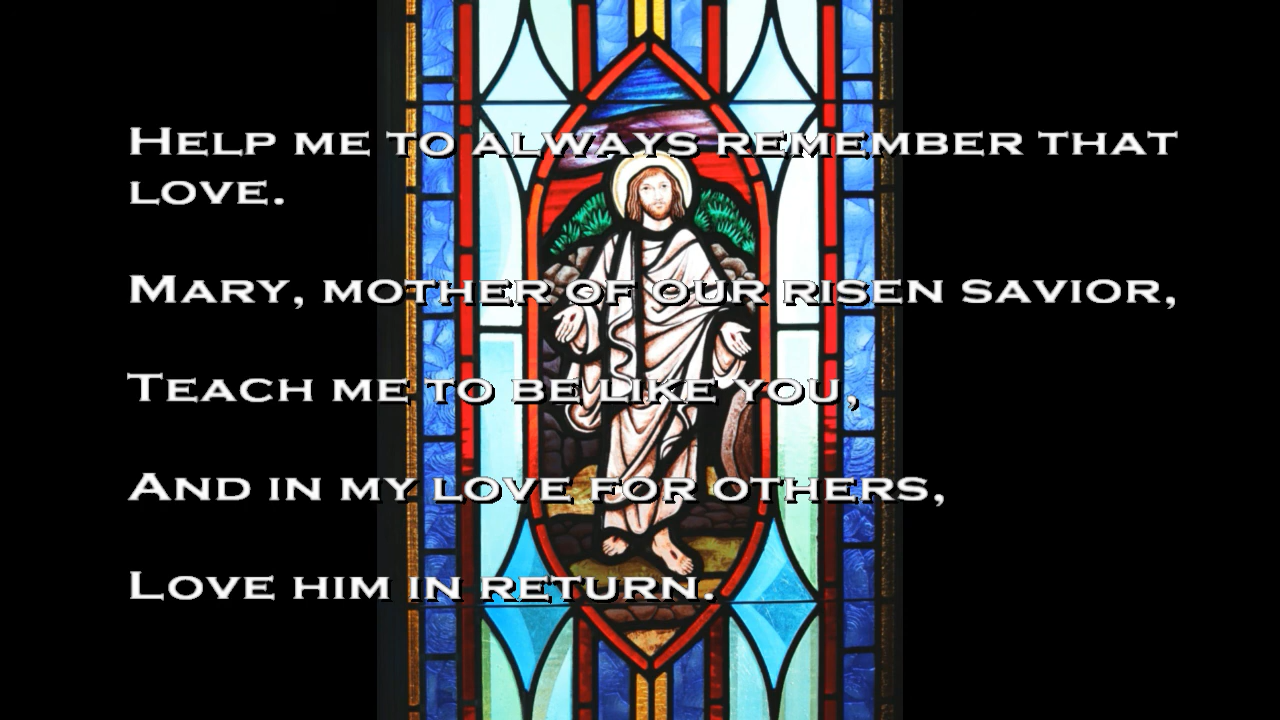 Help me to always remember that
love.
Mary, mother of our risen savior,
Teach me to be like you,
And in my love for others,
Love him in return.